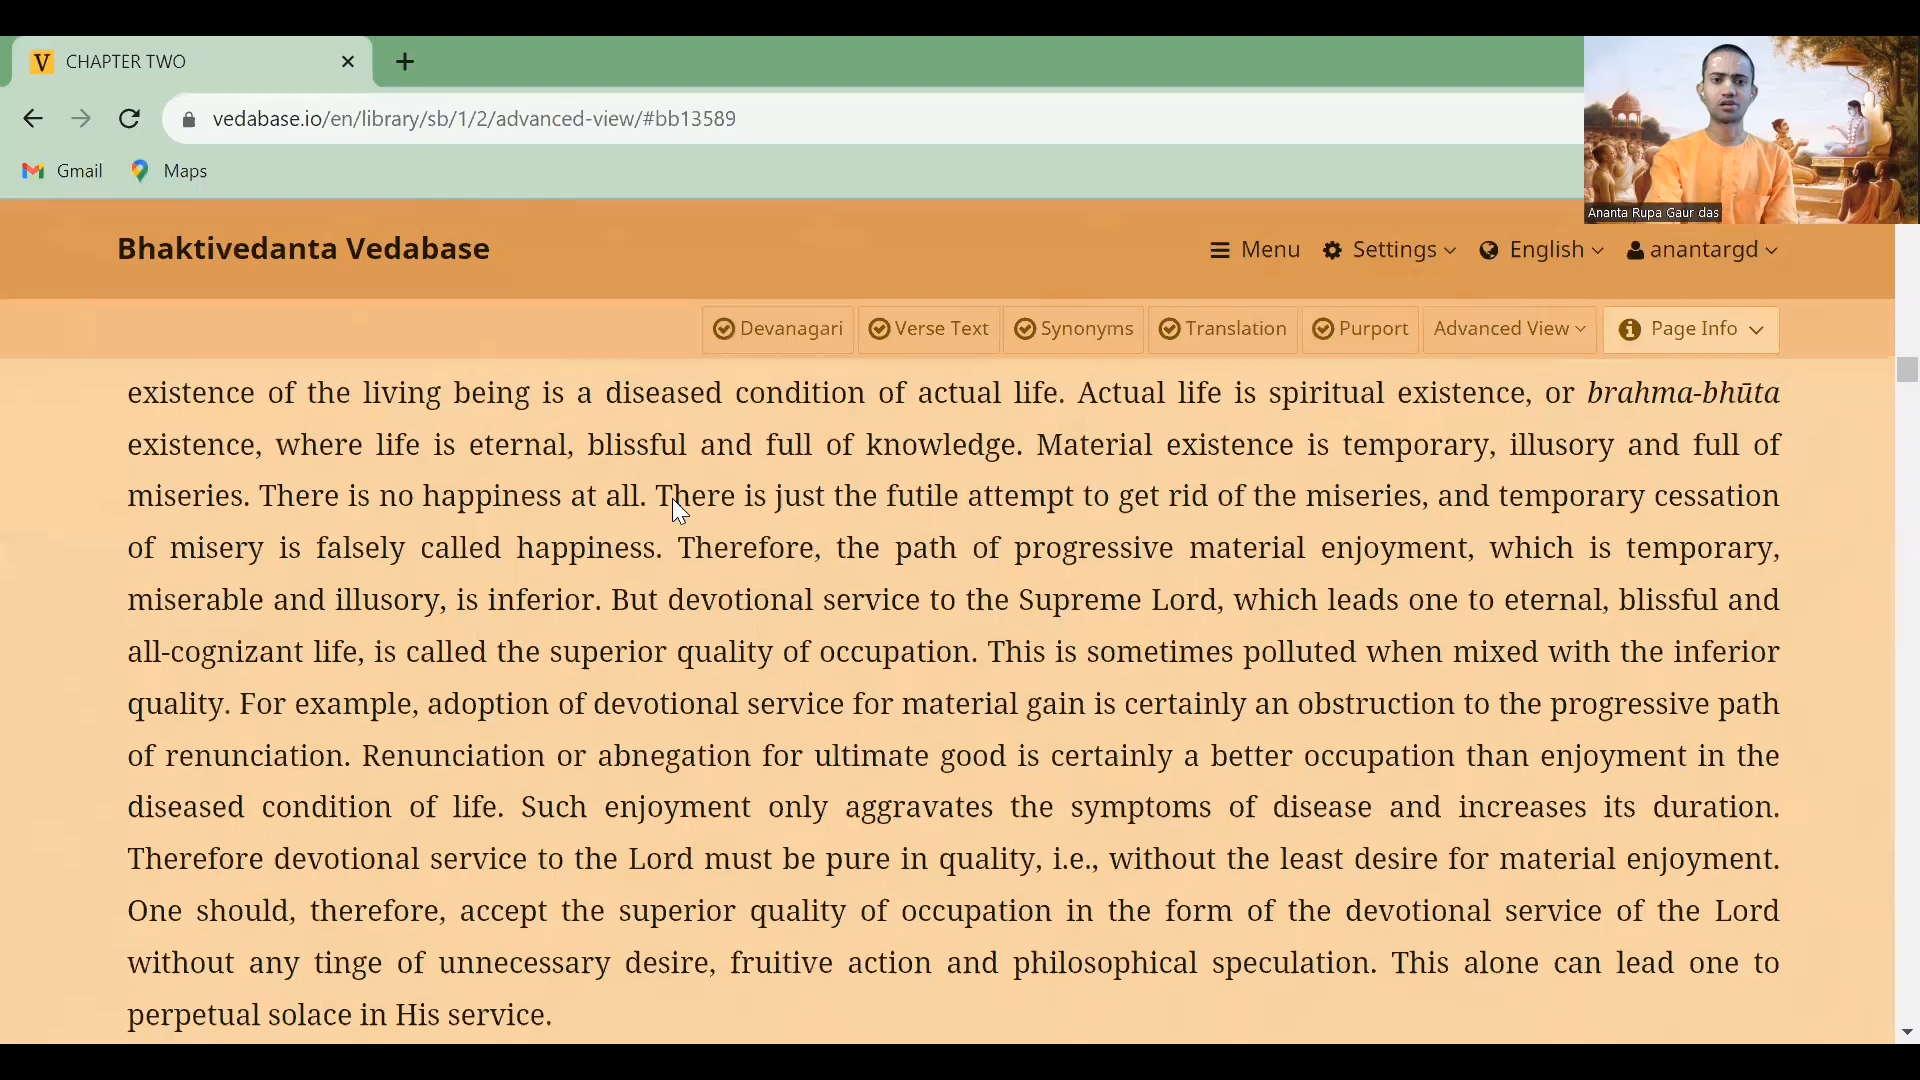 V CHAPTER TWO
vedabase.io/en/library/sb/1/2/advanced-view/#bb13589
Gmail Maps
Ananta Rupa Gaur das
Bhaktivedanta Vedabase
Menu Settings English anantargd
Devanagari Verse Text Synonyms Translation Purport Advanced View Page Info
existence of the living being is a diseased condition of actual life. Actual life is spiritual existence, or brahma-bhūta
existence, where life is eternal, blissful and full of knowledge. Material existence is temporary, illusory and full of
miseries. There is no happiness at all. There is just the futile attempt to get rid of the miseries, and temporary cessation
of misery is falsely called happiness. Therefore, the path of progressive material enjoyment, which is temporary,
miserable and illusory, is inferior. But devotional service to the Supreme Lord, which leads one to eternal, blissful and
all-cognizant life, is called the superior quality of occupation. This is sometimes polluted when mixed with the inferior
quality. For example, adoption of devotional service for material gain is certainly an obstruction to the progressive path
of renunciation. Renunciation or abnegation for ultimate good is certainly a better occupation than enjoyment in the
diseased condition of life. Such enjoyment only aggravates the symptoms of disease and increases its duration.
Therefore devotional service to the Lord must be pure in quality, i.e., without the least desire for material enjoyment.
One should, therefore, accept the superior quality of occupation in the form of the devotional service of the Lord
without any tinge of unnecessary desire, fruitive action and philosophical speculation. This alone can lead one to
perpetual solace in His service.